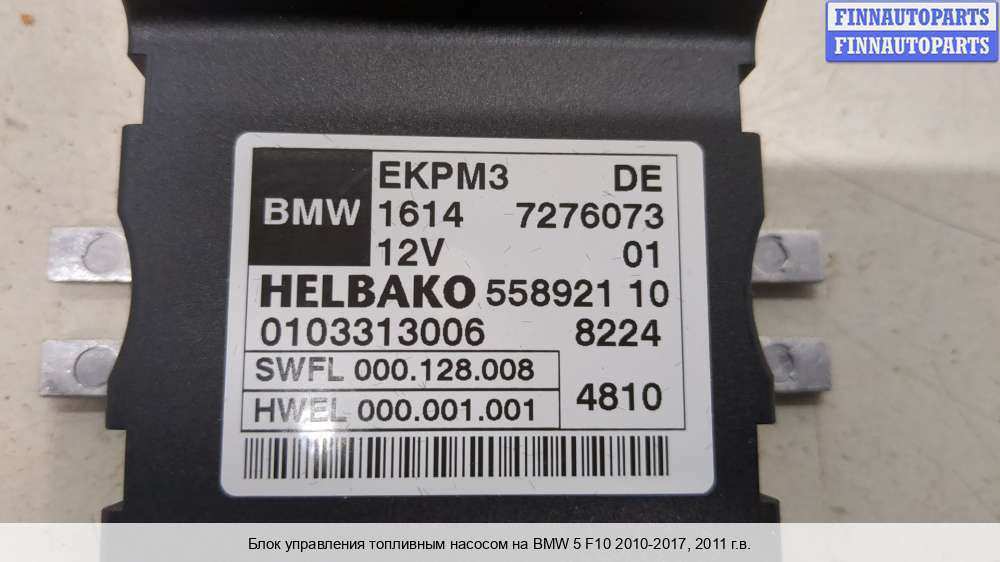 FINNAUTOPARTS
FINNAUTOPARTS
EKPM3 DE
BMW 1614 7276073
12V 01
HELBAKO 558921 10
0103313006 8224
SWFL 000.128.008
HWEL 000.001.001 4810
Блок управления топливным насосом на BMW 5 F10 2010-2017, 2011 г.в.